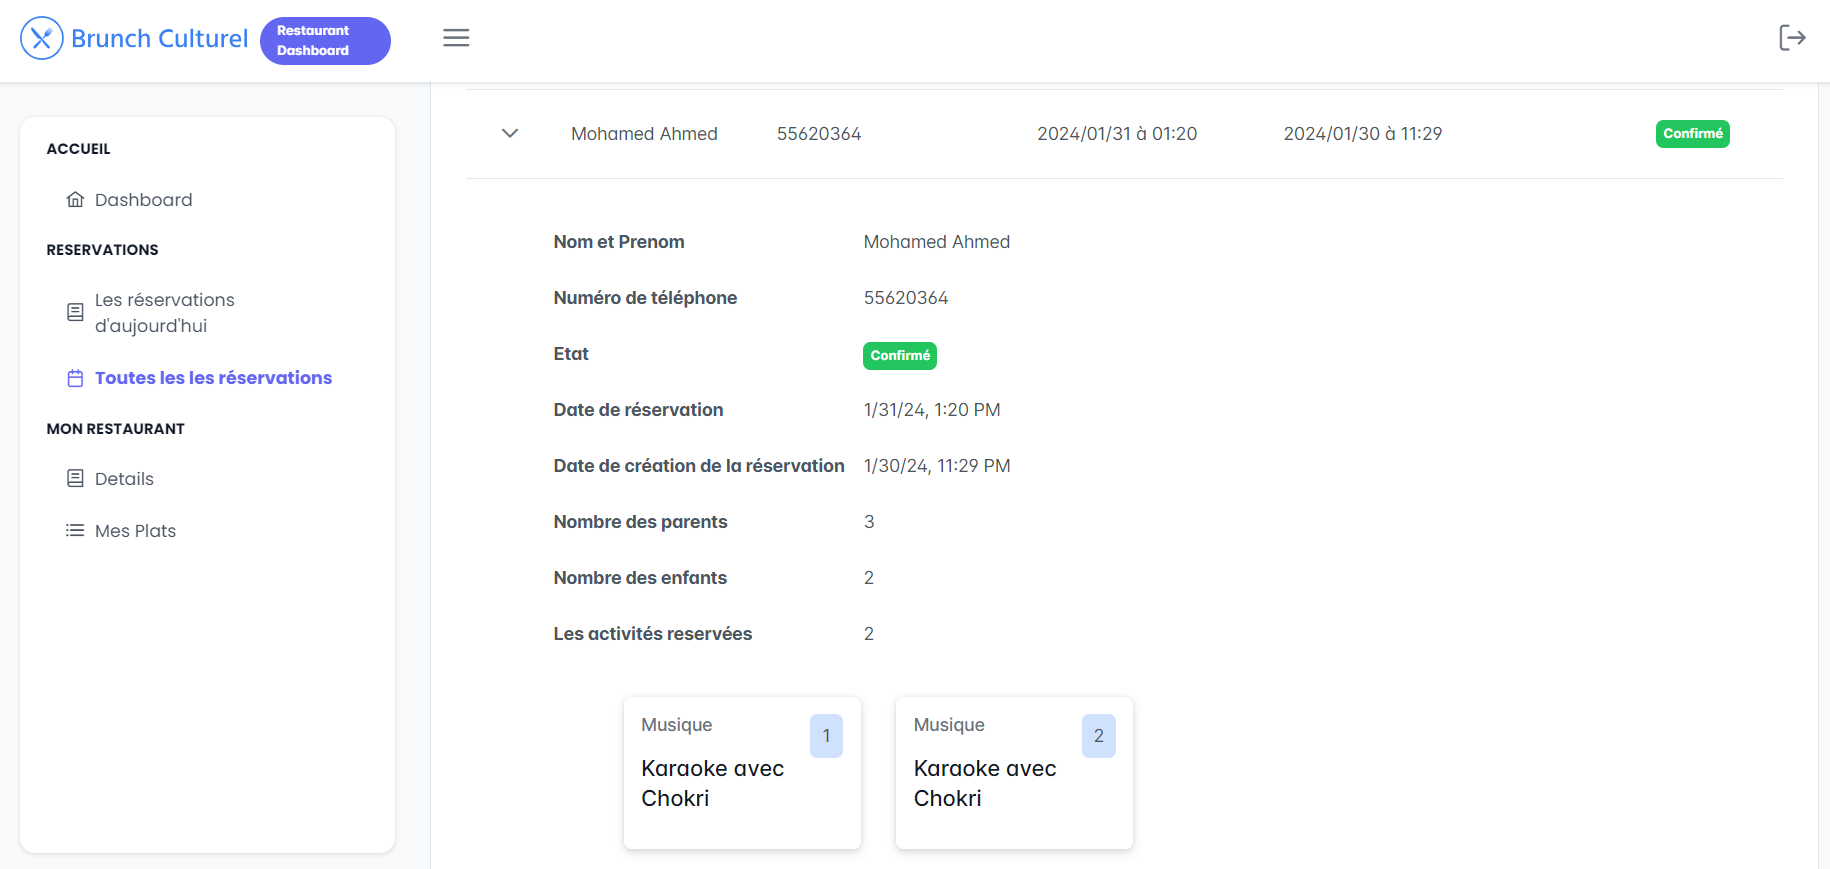 Brunch Culturel
Restaurant
Dashboard
ACCUEIL
Dashboard
RESERVATIONS
Les réservations
d'aujourd'hui
Toutes les les réservations
MON RESTAURANT
Details
Mes Plats
Mohamed Ahmed 55620364 2024/01/31 à 01:20 2024/01/30 à 11:29 Confirmé
Nom et Prenom Mohamed Ahmed
Numéro de téléphone 55620364
Etat Confirmé
Date de réservation 1/31/24, 1:20 PM
Date de création de la réservation 1/30/24, 11:29 PM
Nombre des parents 3
Nombre des enfants 2
Les activités reservées 2
Musique 1
Karaoke avec
Chokri
Musique 2
Karaoke avec
Chokri